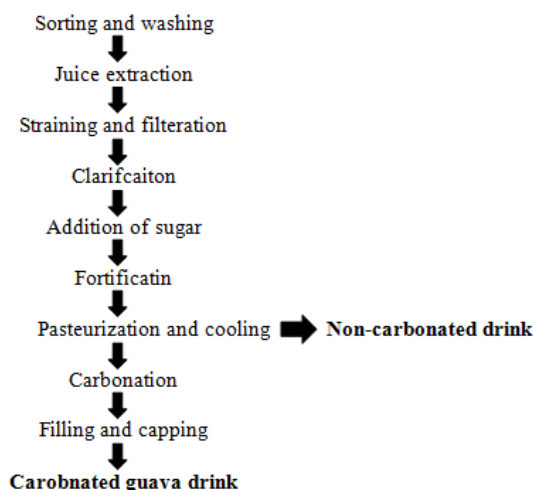 Sorting and washing
Juice extraction
Straining and filteration
Clarifcaiton
Addition of sugar
Fortificatin
Pasteurization and cooling Non-carbonated drink
Carbonation
Filling and capping
Carobnated guava drink